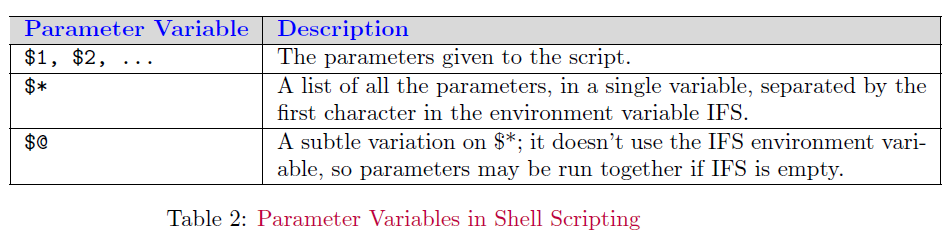 Parameter Variable Description
$1, $2, ... The parameters given to the script.
$* A list of all the parameters, in a single variable, separated by the
first character in the environment variable IFS.
$@ A subtle variation on $*; it doesn't use the IFS environment vari-
able, so parameters may be run together if IFS is empty.
Table 2: Parameter Variables in Shell Scripting